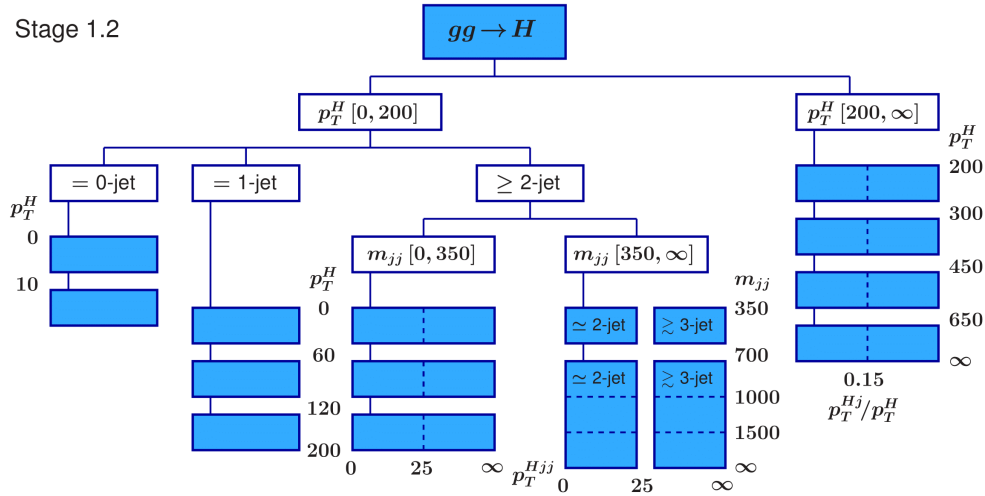 Stage 1.2
gg → H
p_T^H [0, 200]
p_T^H [200, ∞]
p_T^H
= 0-jet
= 1-jet
≥ 2-jet
200
p_T^H
0
10
m_jj [0, 350]
m_jj [350, ∞]
300
p_T^H
0
60
120
200
m_jj
350
700
1000
1500
∞
450
650
∞
≃ 2-jet
≳ 3-jet
≃ 2-jet
≳ 3-jet
0.15
p_T^Hj/p_T^H
0 25 ∞
p_T^Hjj
0 25 ∞